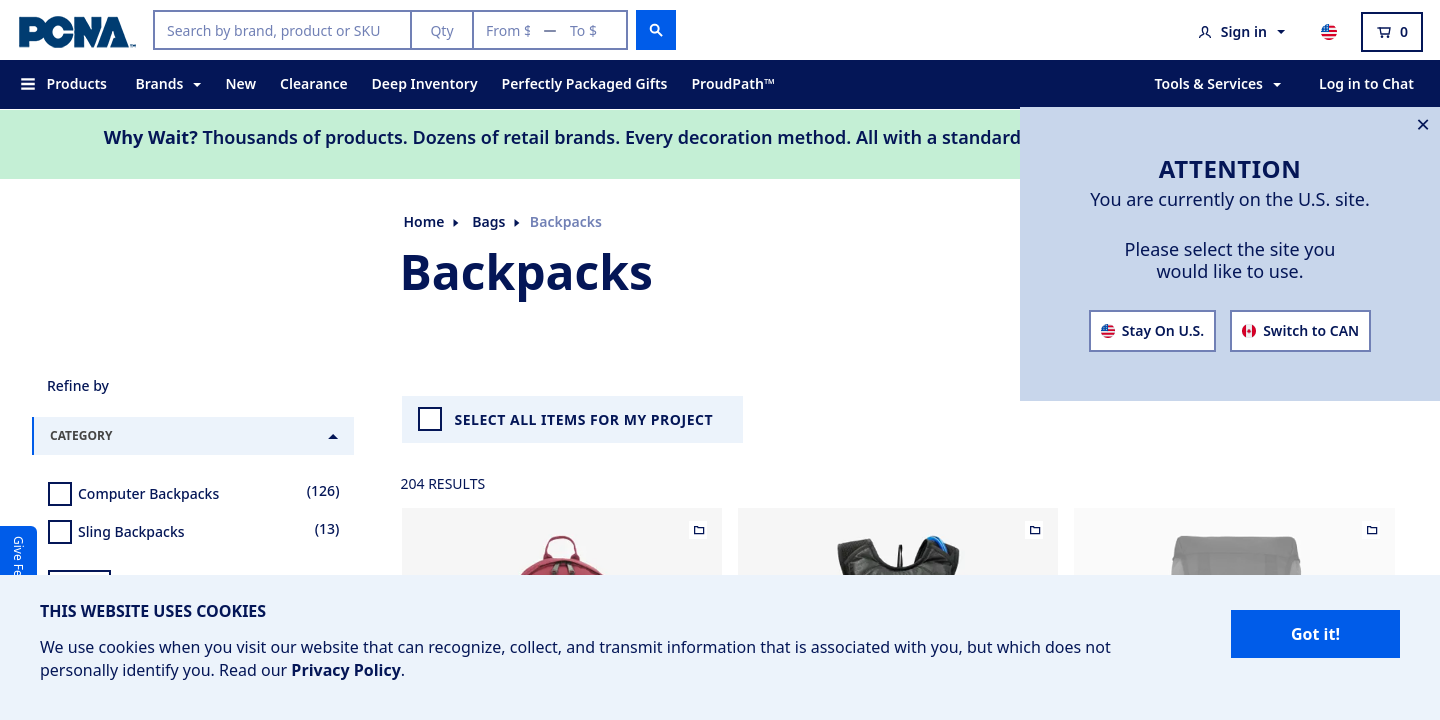 PCNA™
Search by brand, product or SKU
Qty
From $ — To $
Sign in
0
Products
Brands
New
Clearance
Deep Inventory
Perfectly Packaged Gifts
ProudPath™
Tools & Services
Log in to Chat
Why Wait? Thousands of products. Dozens of retail brands. Every decoration method. All with a standard
ATTENTION
You are currently on the U.S. site.
Please select the site you
would like to use.
Stay On U.S.
Switch to CAN
Home
Bags
Backpacks
Backpacks
Refine by
CATEGORY
Computer Backpacks (126)
Sling Backpacks (13)
SELECT ALL ITEMS FOR MY PROJECT
204 RESULTS
Give Fe
THIS WEBSITE USES COOKIES
We use cookies when you visit our website that can recognize, collect, and transmit information that is associated with you, but which does not
personally identify you. Read our Privacy Policy.
Got it!